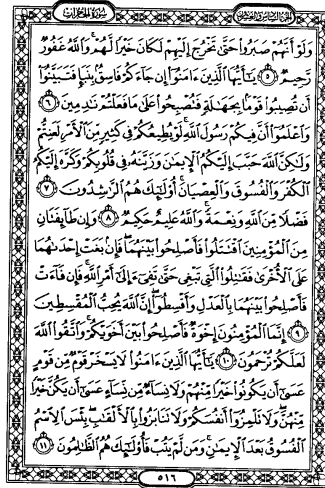 الجزء السادس والعشرون سُورَةُ الحُجُرَاتِ
وَلَوْ أَنَّهُمْ صَبَرُوا۟ حَتَّىٰ تَخْرُجَ إِلَيْهِمْ لَكَانَ خَيْرًا لَّهُمْ ۚ وَٱللَّهُ غَفُورٌ
رَّحِيمٌ ٥ يَـٰٓأَيُّهَا ٱلَّذِينَ ءَامَنُوٓا۟ إِن جَآءَكُمْ فَاسِقٌۢ بِنَبَإٍ فَتَبَيَّنُوٓا۟
أَن تُصِيبُوا۟ قَوْمًۢا بِجَهَـٰلَةٍ فَتُصْبِحُوا۟ عَلَىٰ مَا فَعَلْتُمْ نَـٰدِمِينَ ٦
وَٱعْلَمُوٓا۟ أَنَّ فِيكُمْ رَسُولَ ٱللَّهِ ۚ لَوْ يُطِيعُكُمْ فِى كَثِيرٍ مِّنَ ٱلْأَمْرِ لَعَنِتُّمْ
وَلَـٰكِنَّ ٱللَّهَ حَبَّبَ إِلَيْكُمُ ٱلْإِيمَـٰنَ وَزَيَّنَهُۥ فِى قُلُوبِكُمْ وَكَرَّهَ إِلَيْكُمُ
ٱلْكُفْرَ وَٱلْفُسُوقَ وَٱلْعِصْيَانَ ۚ أُو۟لَـٰٓئِكَ هُمُ ٱلرَّٰشِدُونَ ٧
فَضْلًا مِّنَ ٱللَّهِ وَنِعْمَةً ۚ وَٱللَّهُ عَلِيمٌ حَكِيمٌ ٨ وَإِن طَآئِفَتَانِ
مِنَ ٱلْمُؤْمِنِينَ ٱقْتَتَلُوا۟ فَأَصْلِحُوا۟ بَيْنَهُمَا ۖ فَإِنۢ بَغَتْ إِحْدَىٰهُمَا
عَلَى ٱلْأُخْرَىٰ فَقَـٰتِلُوا۟ ٱلَّتِى تَبْغِى حَتَّىٰ تَفِىٓءَ إِلَىٰٓ أَمْرِ ٱللَّهِ ۚ فَإِن فَآءَتْ
فَأَصْلِحُوا۟ بَيْنَهُمَا بِٱلْعَدْلِ وَأَقْسِطُوٓا۟ ۖ إِنَّ ٱللَّهَ يُحِبُّ ٱلْمُقْسِطِينَ
٩ إِنَّمَا ٱلْمُؤْمِنُونَ إِخْوَةٌ فَأَصْلِحُوا۟ بَيْنَ أَخَوَيْكُمْ ۚ وَٱتَّقُوا۟ ٱللَّهَ
لَعَلَّكُمْ تُرْحَمُونَ ١٠ يَـٰٓأَيُّهَا ٱلَّذِينَ ءَامَنُوا۟ لَا يَسْخَرْ قَوْمٌ مِّن قَوْمٍ
عَسَىٰٓ أَن يَكُونُوا۟ خَيْرًا مِّنْهُمْ وَلَا نِسَآءٌ مِّن نِّسَآءٍ عَسَىٰٓ أَن يَكُنَّ خَيْرًا
مِّنْهُنَّ ۖ وَلَا تَلْمِزُوٓا۟ أَنفُسَكُمْ وَلَا تَنَابَزُوا۟ بِٱلْأَلْقَـٰبِ ۖ بِئْسَ ٱلِٱسْمُ
ٱلْفُسُوقُ بَعْدَ ٱلْإِيمَـٰنِ ۚ وَمَن لَّمْ يَتُبْ فَأُو۟لَـٰٓئِكَ هُمُ ٱلظَّـٰلِمُونَ ١١
٥١٦